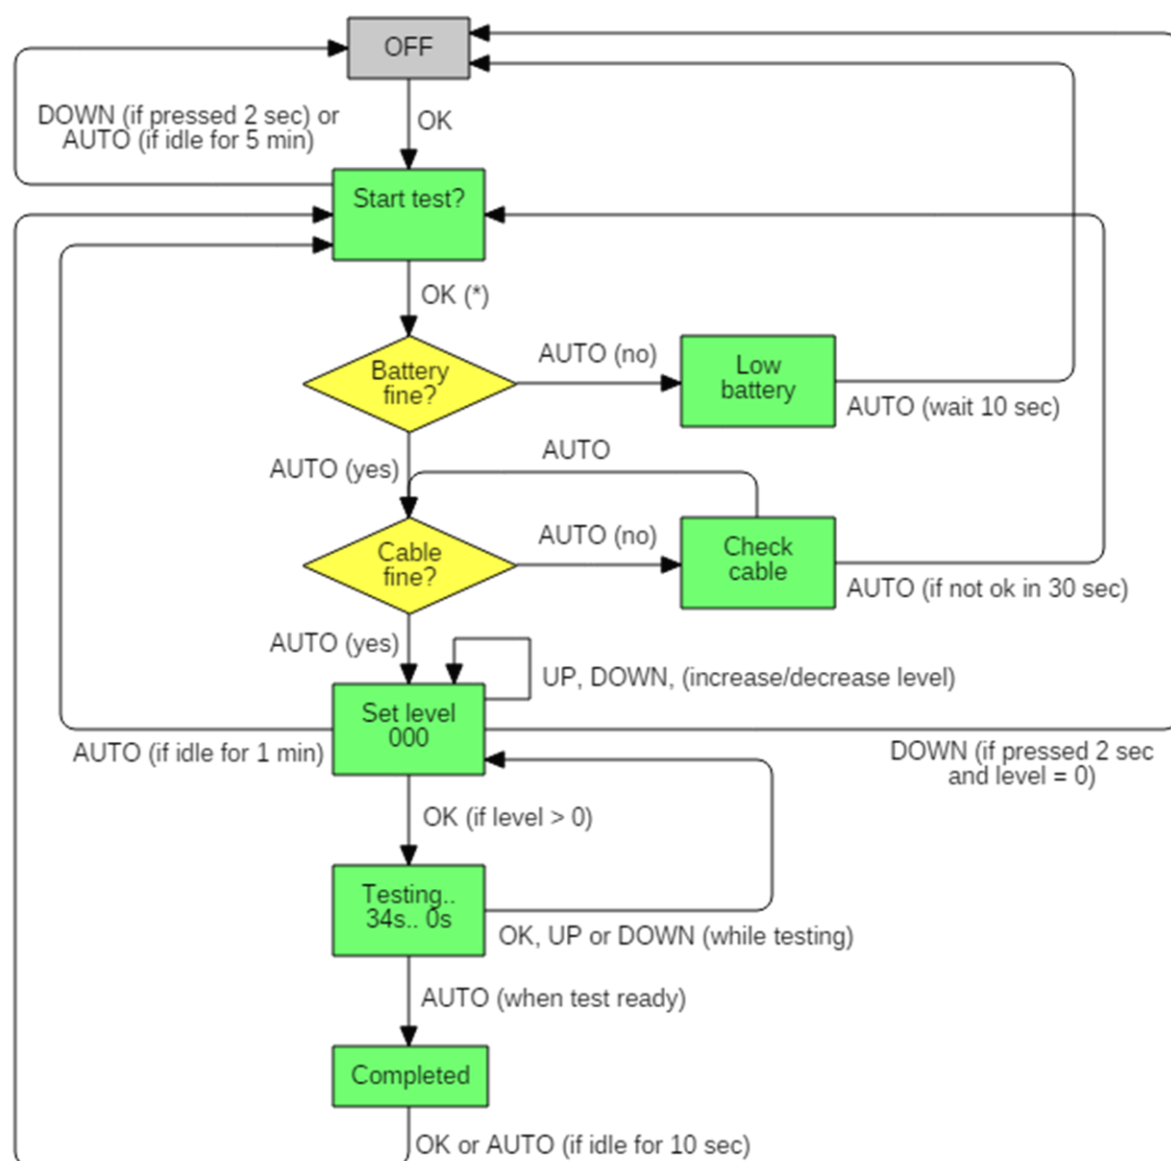 OFF
OK
DOWN (if pressed 2 sec) or
AUTO (if idle for 5 min)
Start test?
OK (*)
Battery
fine?
AUTO (no)
Low
battery
AUTO (wait 10 sec)
AUTO (yes)
AUTO
Cable
fine?
AUTO (no)
Check
cable
AUTO (if not ok in 30 sec)
AUTO (yes)
UP, DOWN, (increase/decrease level)
Set level
000
AUTO (if idle for 1 min)
DOWN (if pressed 2 sec
and level = 0)
OK (if level > 0)
Testing..
34s.. 0s
OK, UP or DOWN (while testing)
AUTO (when test ready)
Completed
OK or AUTO (if idle for 10 sec)